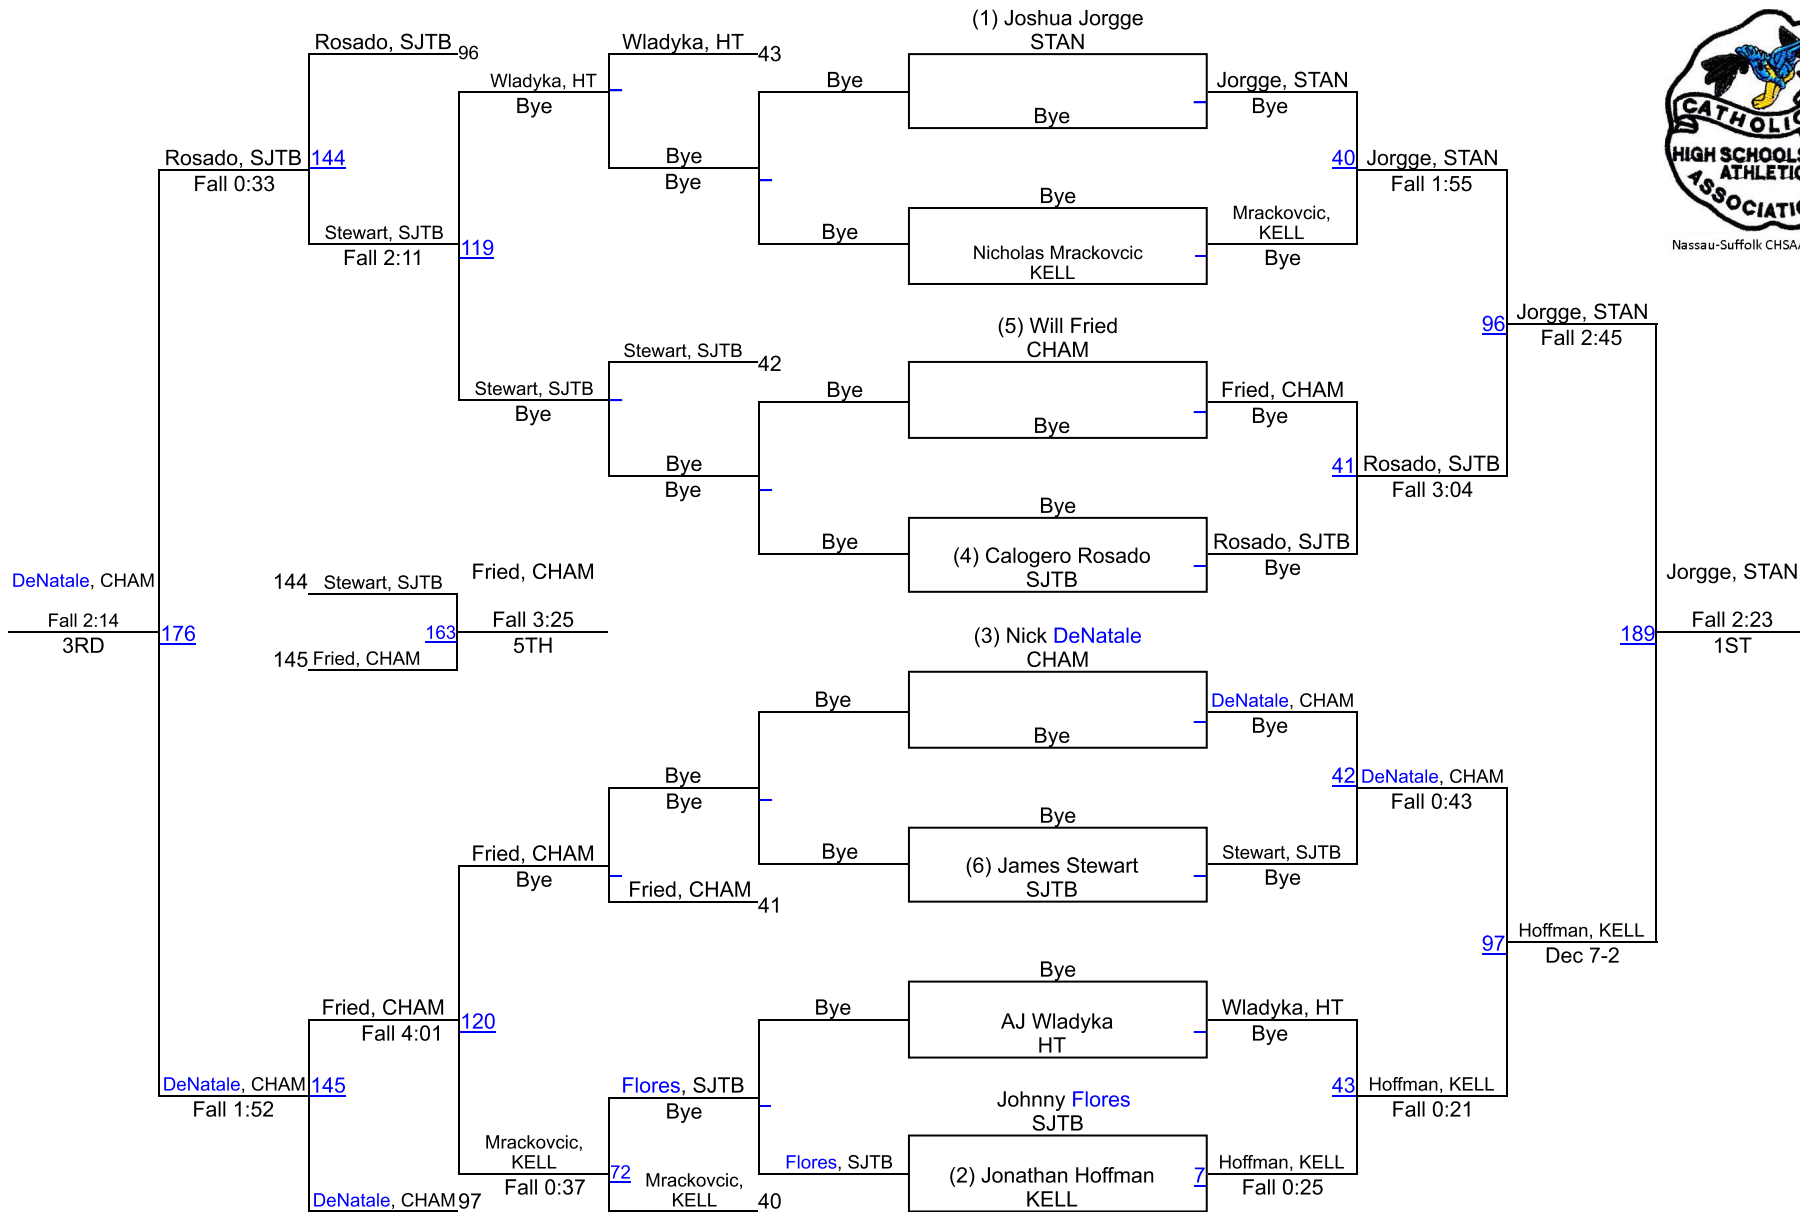 (1) Joshua Jorgge
STAN
Rosado, SJTB
96
Wladyka, HT
43
Wladyka, HT
Bye
Bye
Bye
Jorgge, STAN
Bye
CATHOLIC
HIGH SCHOOLS
ATHLETIC
ASSOCIATIO
Nassau-Suffolk CHSAA
Rosado, SJTB
144
Fall 0:33
Bye
Bye
40
Jorgge, STAN
Fall 1:55
Stewart, SJTB
Fall 2:11
119
Bye
Bye
Nicholas Mrackovcic
KELL
Mrackovcic,
KELL
Bye
96
Jorgge, STAN
Fall 2:45
(5) Will Fried
CHAM
Stewart, SJTB
42
Stewart, SJTB
Bye
Bye
Bye
Fried, CHAM
Bye
Bye
Bye
41
Rosado, SJTB
Fall 3:04
Bye
Bye
(4) Calogero Rosado
SJTB
Rosado, SJTB
Bye
DeNatale, CHAM
Fall 2:14
3RD
176
144
Stewart, SJTB
145
Fried, CHAM
163
Fried, CHAM
Fall 3:25
5TH
Jorgge, STAN
189
Fall 2:23
1ST
(3) Nick DeNatale
CHAM
Bye
Bye
DeNatale, CHAM
Bye
Bye
Bye
42
DeNatale, CHAM
Fall 0:43
Bye
Bye
(6) James Stewart
SJTB
Stewart, SJTB
Bye
Fried, CHAM
Bye
Fried, CHAM
41
97
Hoffman, KELL
Dec 7-2
Bye
Fried, CHAM
Fall 4:01
120
Bye
AJ Wladyka
HT
Wladyka, HT
Bye
DeNatale, CHAM
145
Fall 1:52
Flores, SJTB
Bye
Johnny Flores
SJTB
43
Hoffman, KELL
Fall 0:21
Mrackovcic,
KELL
Fall 0:37
72
Mrackovcic,
KELL
40
Flores, SJTB
(2) Jonathan Hoffman
KELL
7
Hoffman, KELL
Fall 0:25
DeNatale, CHAM
97